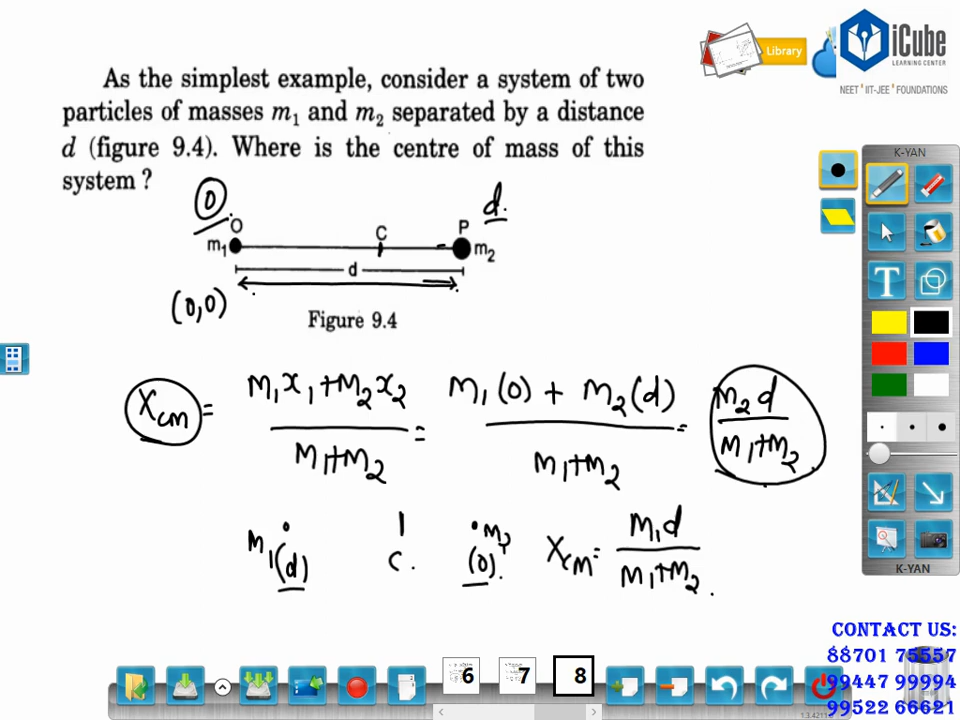 Library
iCube
LEARNING CENTER
NEET ' IIT-JEE ' FOUNDATIONS
As the simplest example, consider a system of two
particles of masses m₁ and m₂ separated by a distance
d (figure 9.4). Where is the centre of mass of this
system ?
0 d.
O C P
m₁ m₂
d
(0,0)
Figure 9.4
X_cm = (m₁x₁+m₂x₂)/(m₁+m₂) = (m₁(0) + m₂(d))/(m₁+m₂) = m₂d/(m₁+m₂)
m₁(d) C. m₂(0). X_cm = m₁d/(m₁+m₂).
K-YAN
T
K-YAN
CONTACT US:
88701 75557
99447 99994
99522 66621
6 7 8